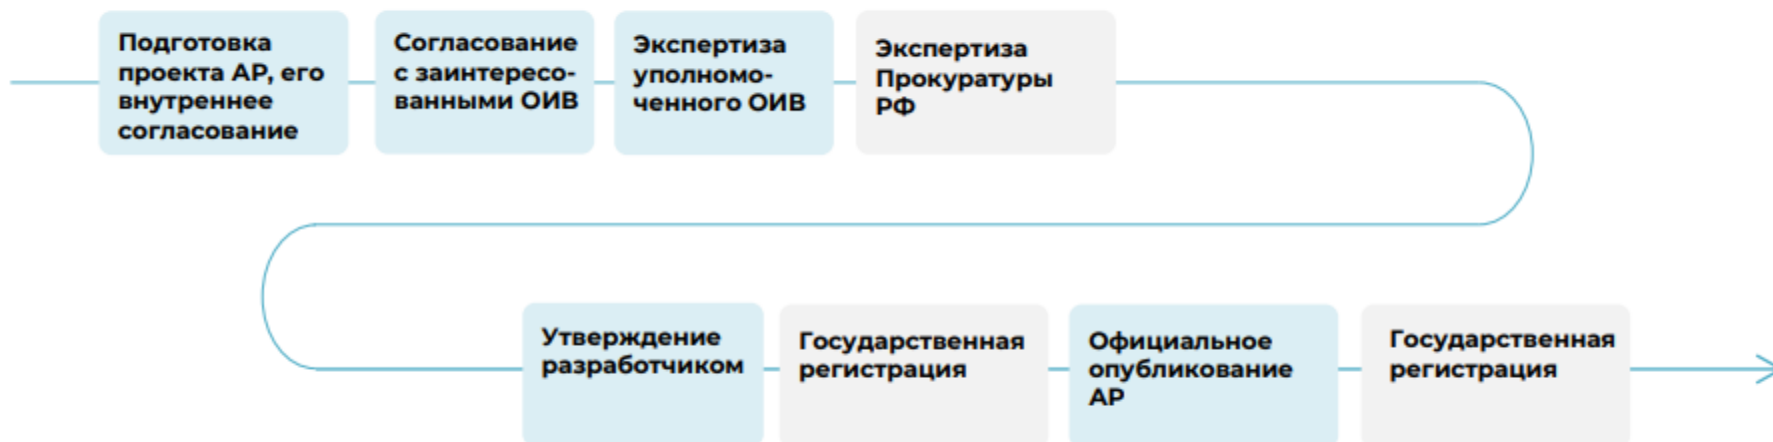 Подготовка
проекта АР, его
внутреннее
согласование
Согласование
с заинтересо-
ванными ОИВ
Экспертиза
уполномо-
ченного ОИВ
Экспертиза
Прокуратуры
РФ
Утверждение
разработчиком
Государственная
регистрация
Официальное
опубликование
АР
Государственная
регистрация